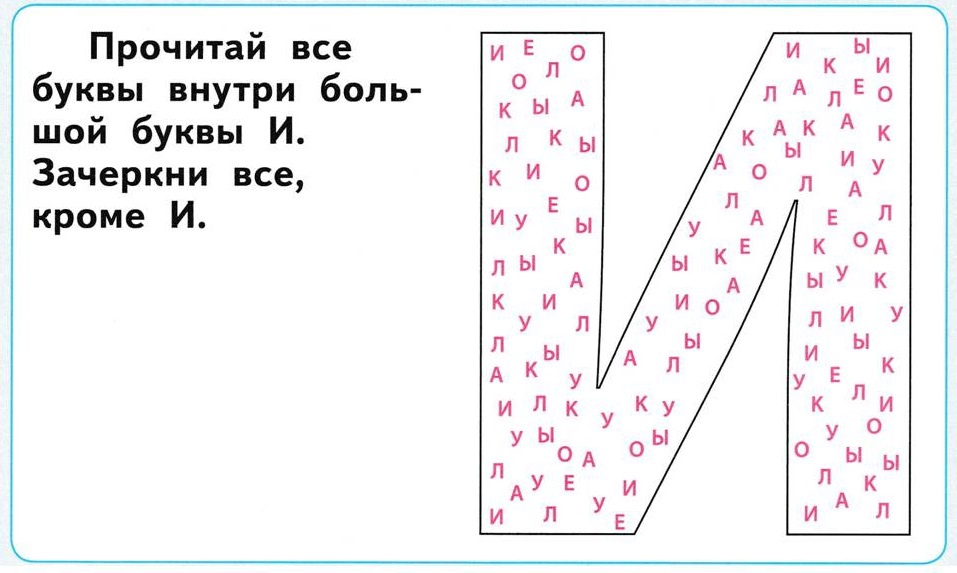 Прочитай все
буквы внутри боль-
шой буквы И.
Зачеркни все,
кроме И.
И Е О
О Л
К Ы А
Л К Ы
К И О
И У Е Ы
К
Л Ы А
К И
У Л
Л Ы
А К У
И Л К У К У
У Ы О А О Ы
Л А У Е И
И Л У Е
И Ы
К И
Л А Л Е О
К А К А К
Ы
А О И У
Л А
Л А Е Л
У К О А
Ы К Е
А Ы У К
И О
У Л И У
Ы И Ы
А Л К
У Е
К Л И
У О
О Ы Ы
Л К
И А Л